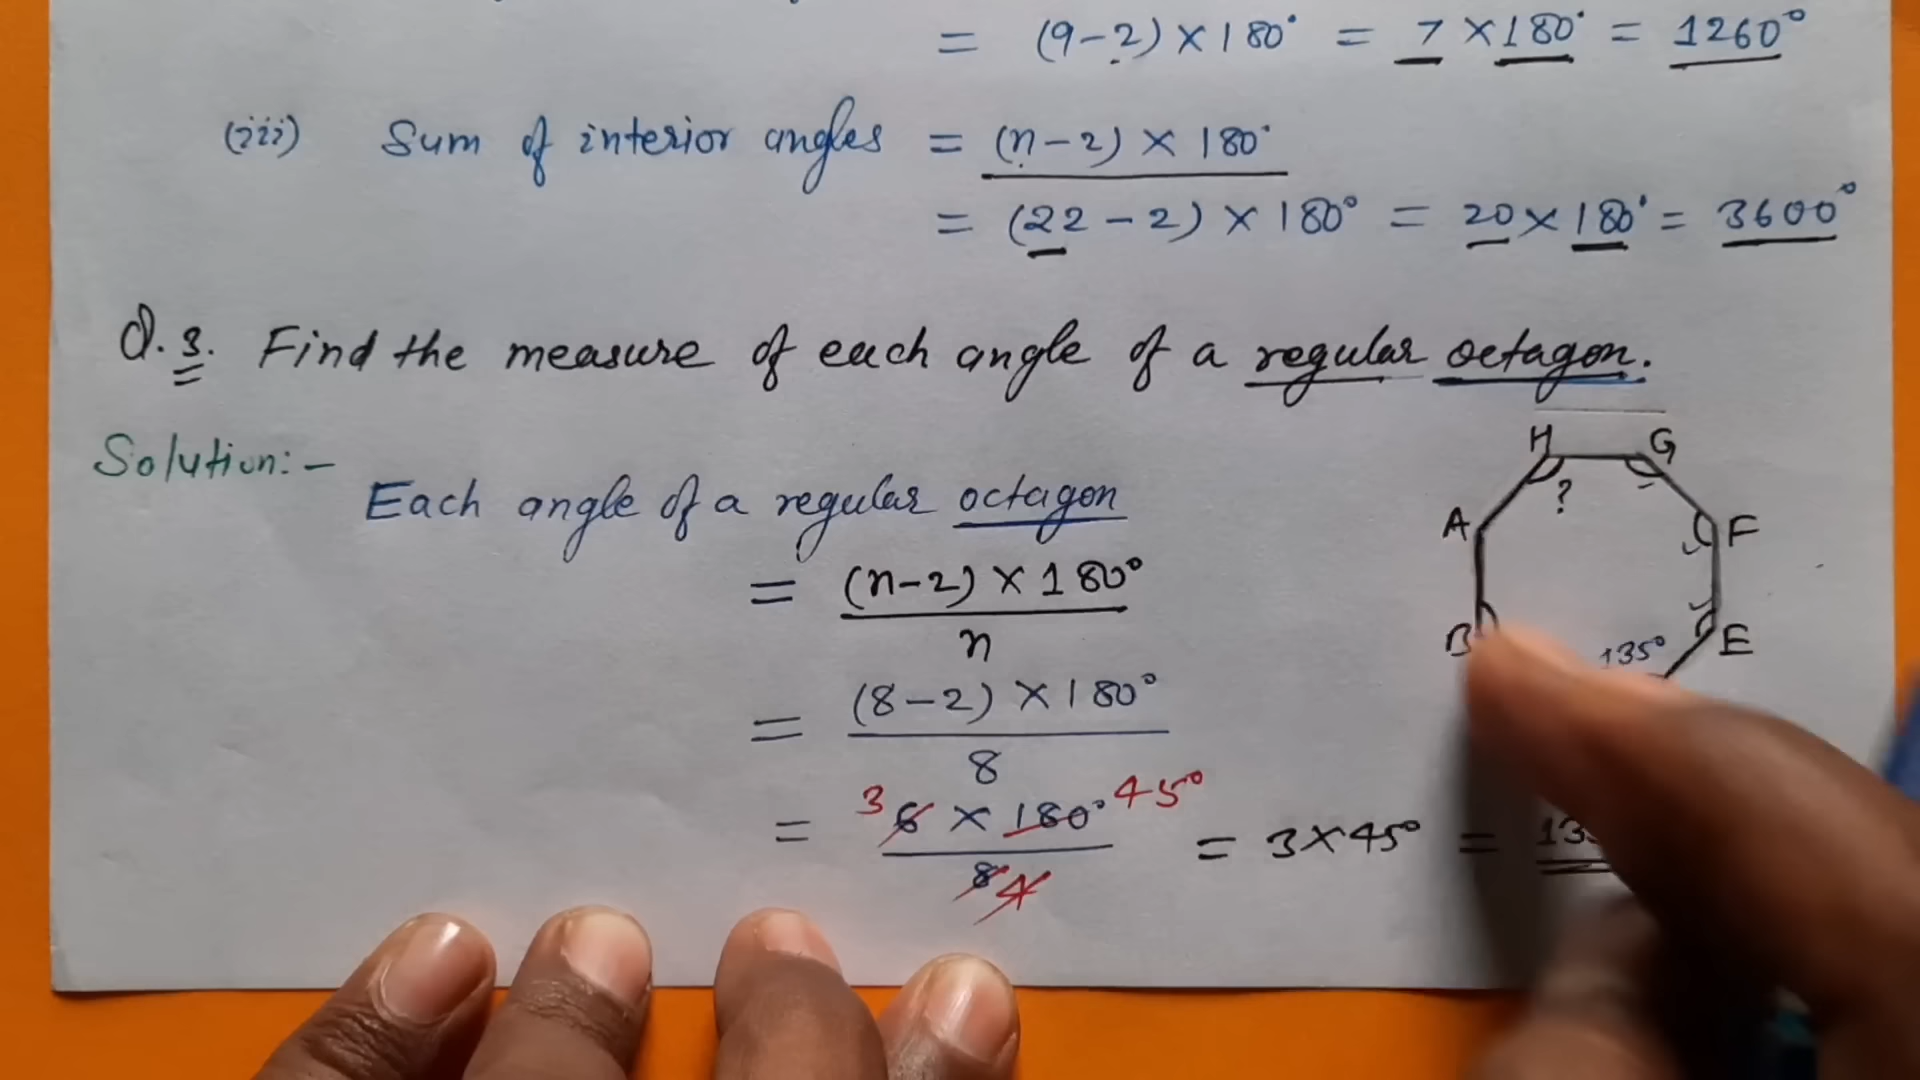 = (9-2) × 180° = 7 × 180° = 1260°
(iii) Sum of interior angles = (n-2) × 180°
= (22-2) × 180° = 20 × 180° = 3600°
Q.3. Find the measure of each angle of a regular octagon.
Solution:-
Each angle of a regular octagon
= (n-2) × 180°
n
= (8-2) × 180°
8
= 3 6 × 180° 45°
8 4
= 3 × 45° =
H G
?
A F
B E
135°